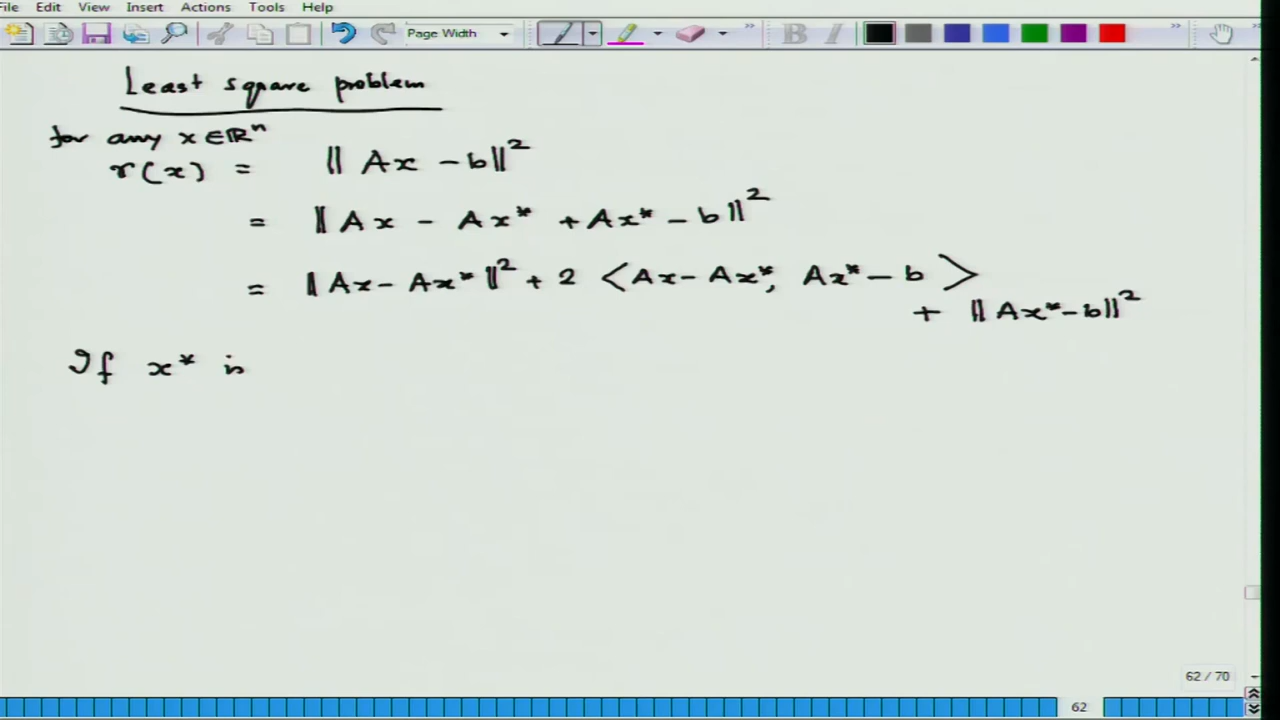 File Edit View Insert Actions Tools Help
Page Width
B I
Least square problem
for any x ∈ ℝⁿ
r(x) = ‖Ax - b‖²
= ‖Ax - Ax* + Ax* - b‖²
= ‖Ax - Ax*‖² + 2 ⟨Ax - Ax*, Ax* - b⟩
+ ‖Ax* - b‖²
If x* is
62 / 70
62